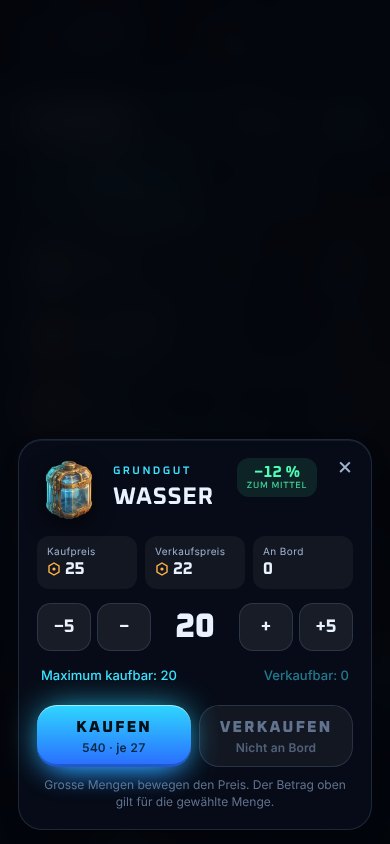 GRUNDGUT
WASSER
−12 %
ZUM MITTEL
×
Kaufpreis
25
Verkaufspreis
22
An Bord
0
−5
−
20
+
+5
Maximum kaufbar: 20
Verkaufbar: 0
KAUFEN
540 · je 27
VERKAUFEN
Nicht an Bord
Grosse Mengen bewegen den Preis. Der Betrag oben
gilt für die gewählte Menge.